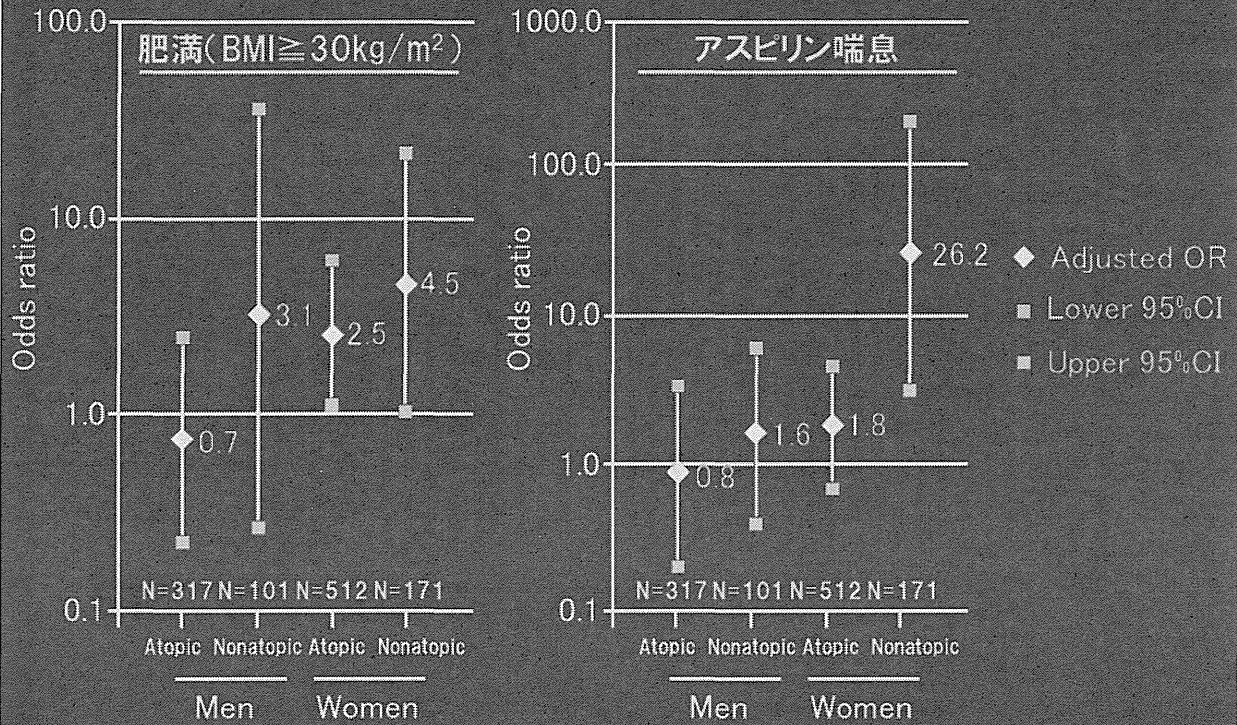 肥満(BMI≧30kg/m²)
100.0
10.0
1.0
0.1
Odds ratio
0.7
3.1
2.5
4.5
N=317 N=101 N=512 N=171
Atopic Nonatopic Atopic Nonatopic
Men Women
アスピリン喘息
1000.0
100.0
10.0
1.0
0.1
Odds ratio
0.8
1.6
1.8
26.2
N=317 N=101 N=512 N=171
Atopic Nonatopic Atopic Nonatopic
Men Women
Adjusted OR
Lower 95%CI
Upper 95%CI